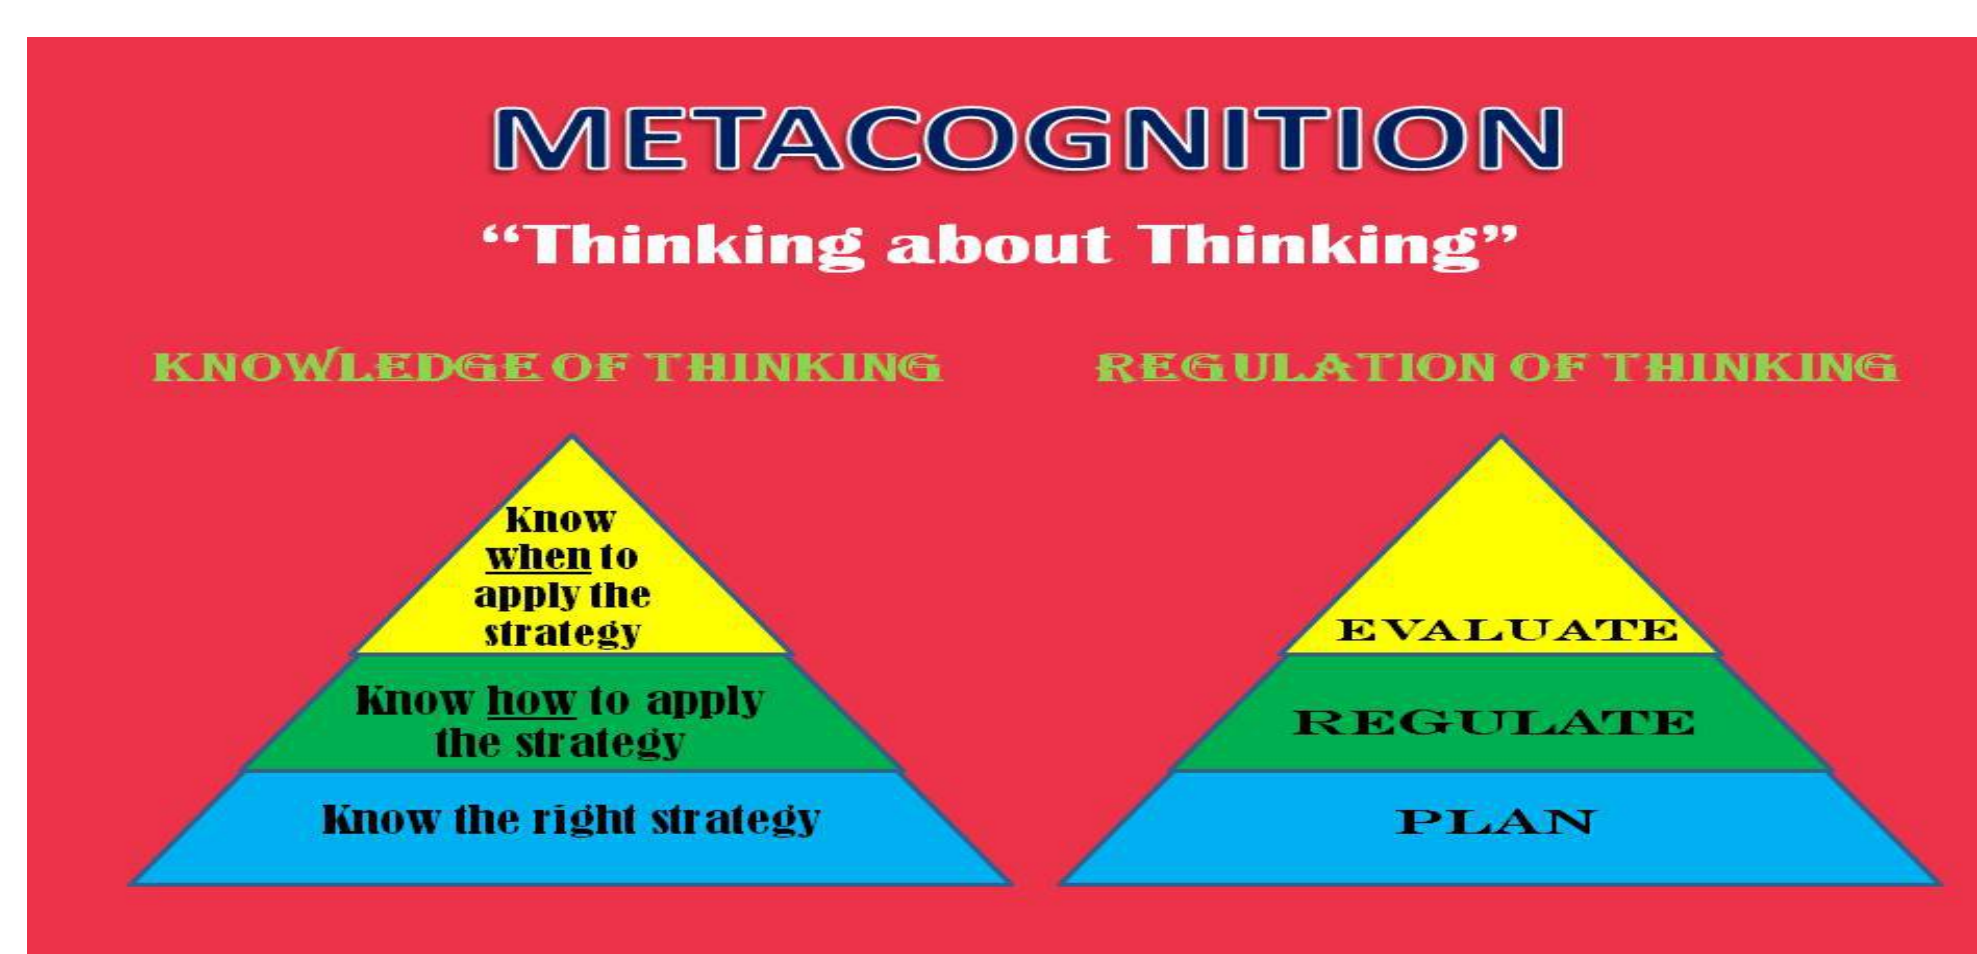 METACOGNITION
“Thinking about Thinking”
KNOWLEDGE OF THINKING
Know
when to
apply the
strategy
Know how to apply
the strategy
Know the right strategy
REGULATION OF THINKING
EVALUATE
REGULATE
PLAN